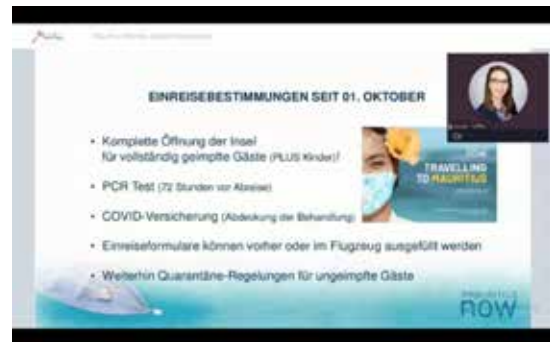 EINREISEBESTIMMUNGEN SEIT 01. OKTOBER
• Komplette Öffnung der Insel
für vollständig geimpfte Gäste (PLUS Kinder)!
• PCR Test (72 Stunden vor Abreise)
• COVID-Versicherung (Abdeckung der Behandlung)
• Einreiseformulare können vorher oder im Flugzeug ausgefüllt werden
• Weiterhin Quarantäne-Regelungen für ungeimpfte Gäste
TRAVELLING
TO MAURITIUS
MAURITIUS
NOW